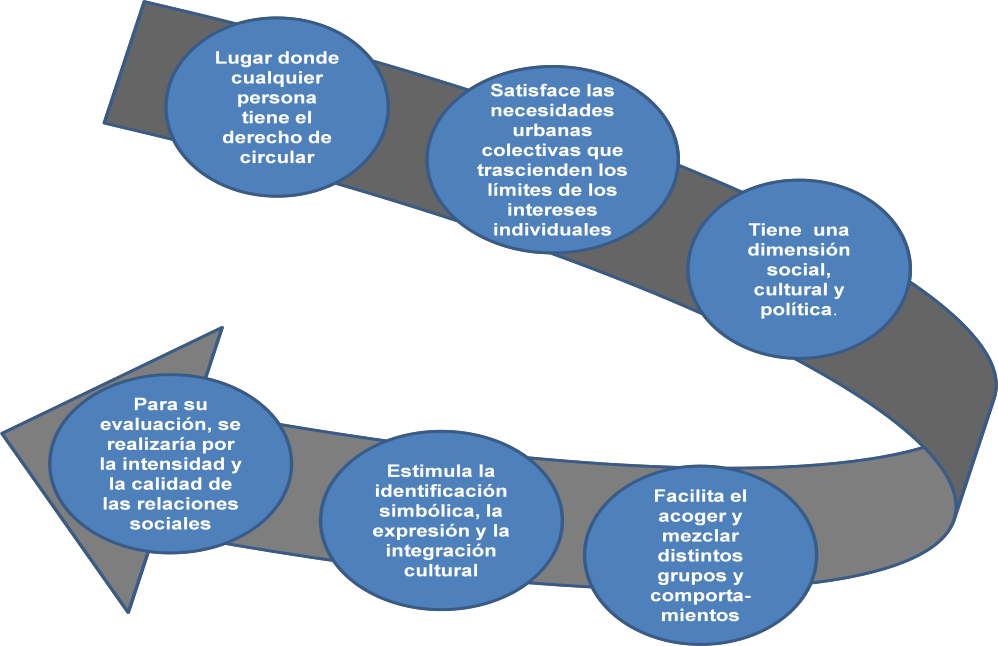 Lugar donde
cualquier
persona
tiene el
derecho de
circular
Satisface las
necesidades
urbanas
colectivas que
trascienden los
límites de los
intereses
individuales
Tiene  una
dimensión
social,
cultural y
política.
Facilita el
acoger y
mezclar
distintos
grupos y
comporta-
mientos
Estimula la
identificación
simbólica, la
expresión y la
integración
cultural
Para su
evaluación, se
realizaría por
la intensidad y
la calidad de
las relaciones
sociales